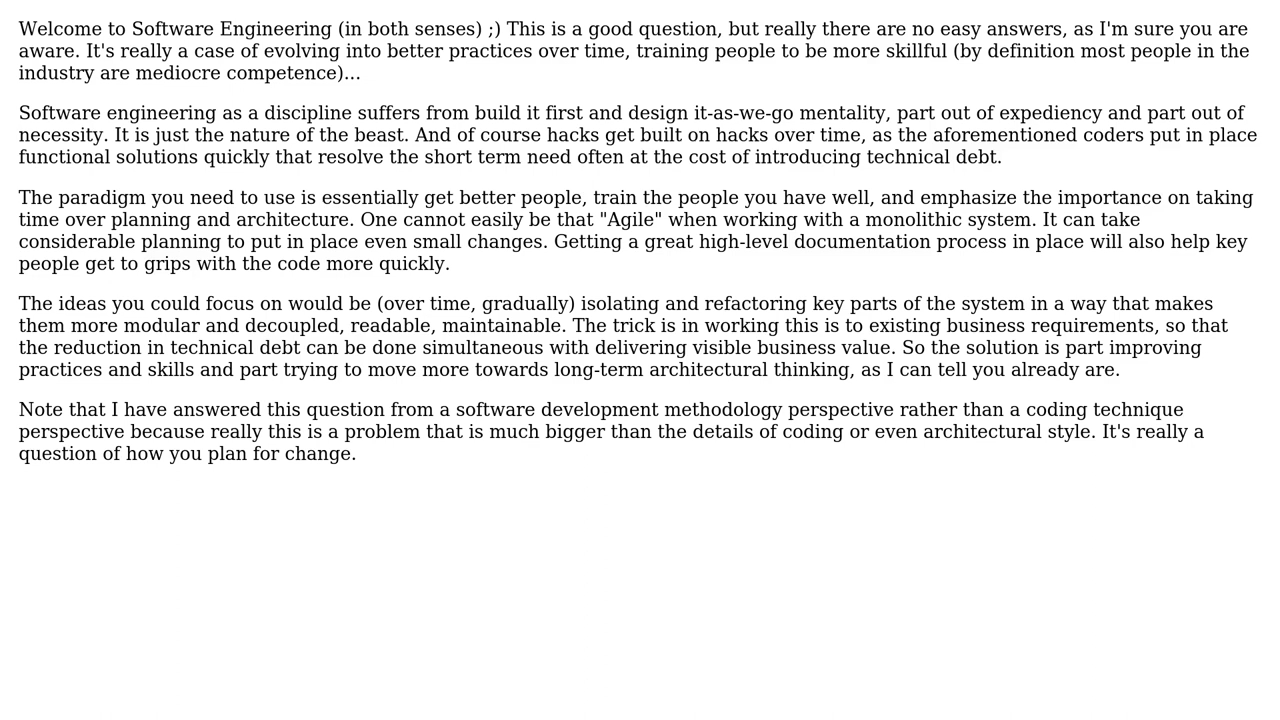 Welcome to Software Engineering (in both senses) ;) This is a good question, but really there are no easy answers, as I'm sure you are
aware. It's really a case of evolving into better practices over time, training people to be more skillful (by definition most people in the
industry are mediocre competence)...
Software engineering as a discipline suffers from build it first and design it-as-we-go mentality, part out of expediency and part out of
necessity. It is just the nature of the beast. And of course hacks get built on hacks over time, as the aforementioned coders put in place
functional solutions quickly that resolve the short term need often at the cost of introducing technical debt.
The paradigm you need to use is essentially get better people, train the people you have well, and emphasize the importance on taking
time over planning and architecture. One cannot easily be that "Agile" when working with a monolithic system. It can take
considerable planning to put in place even small changes. Getting a great high-level documentation process in place will also help key
people get to grips with the code more quickly.
The ideas you could focus on would be (over time, gradually) isolating and refactoring key parts of the system in a way that makes
them more modular and decoupled, readable, maintainable. The trick is in working this is to existing business requirements, so that
the reduction in technical debt can be done simultaneous with delivering visible business value. So the solution is part improving
practices and skills and part trying to move more towards long-term architectural thinking, as I can tell you already are.
Note that I have answered this question from a software development methodology perspective rather than a coding technique
perspective because really this is a problem that is much bigger than the details of coding or even architectural style. It's really a
question of how you plan for change.